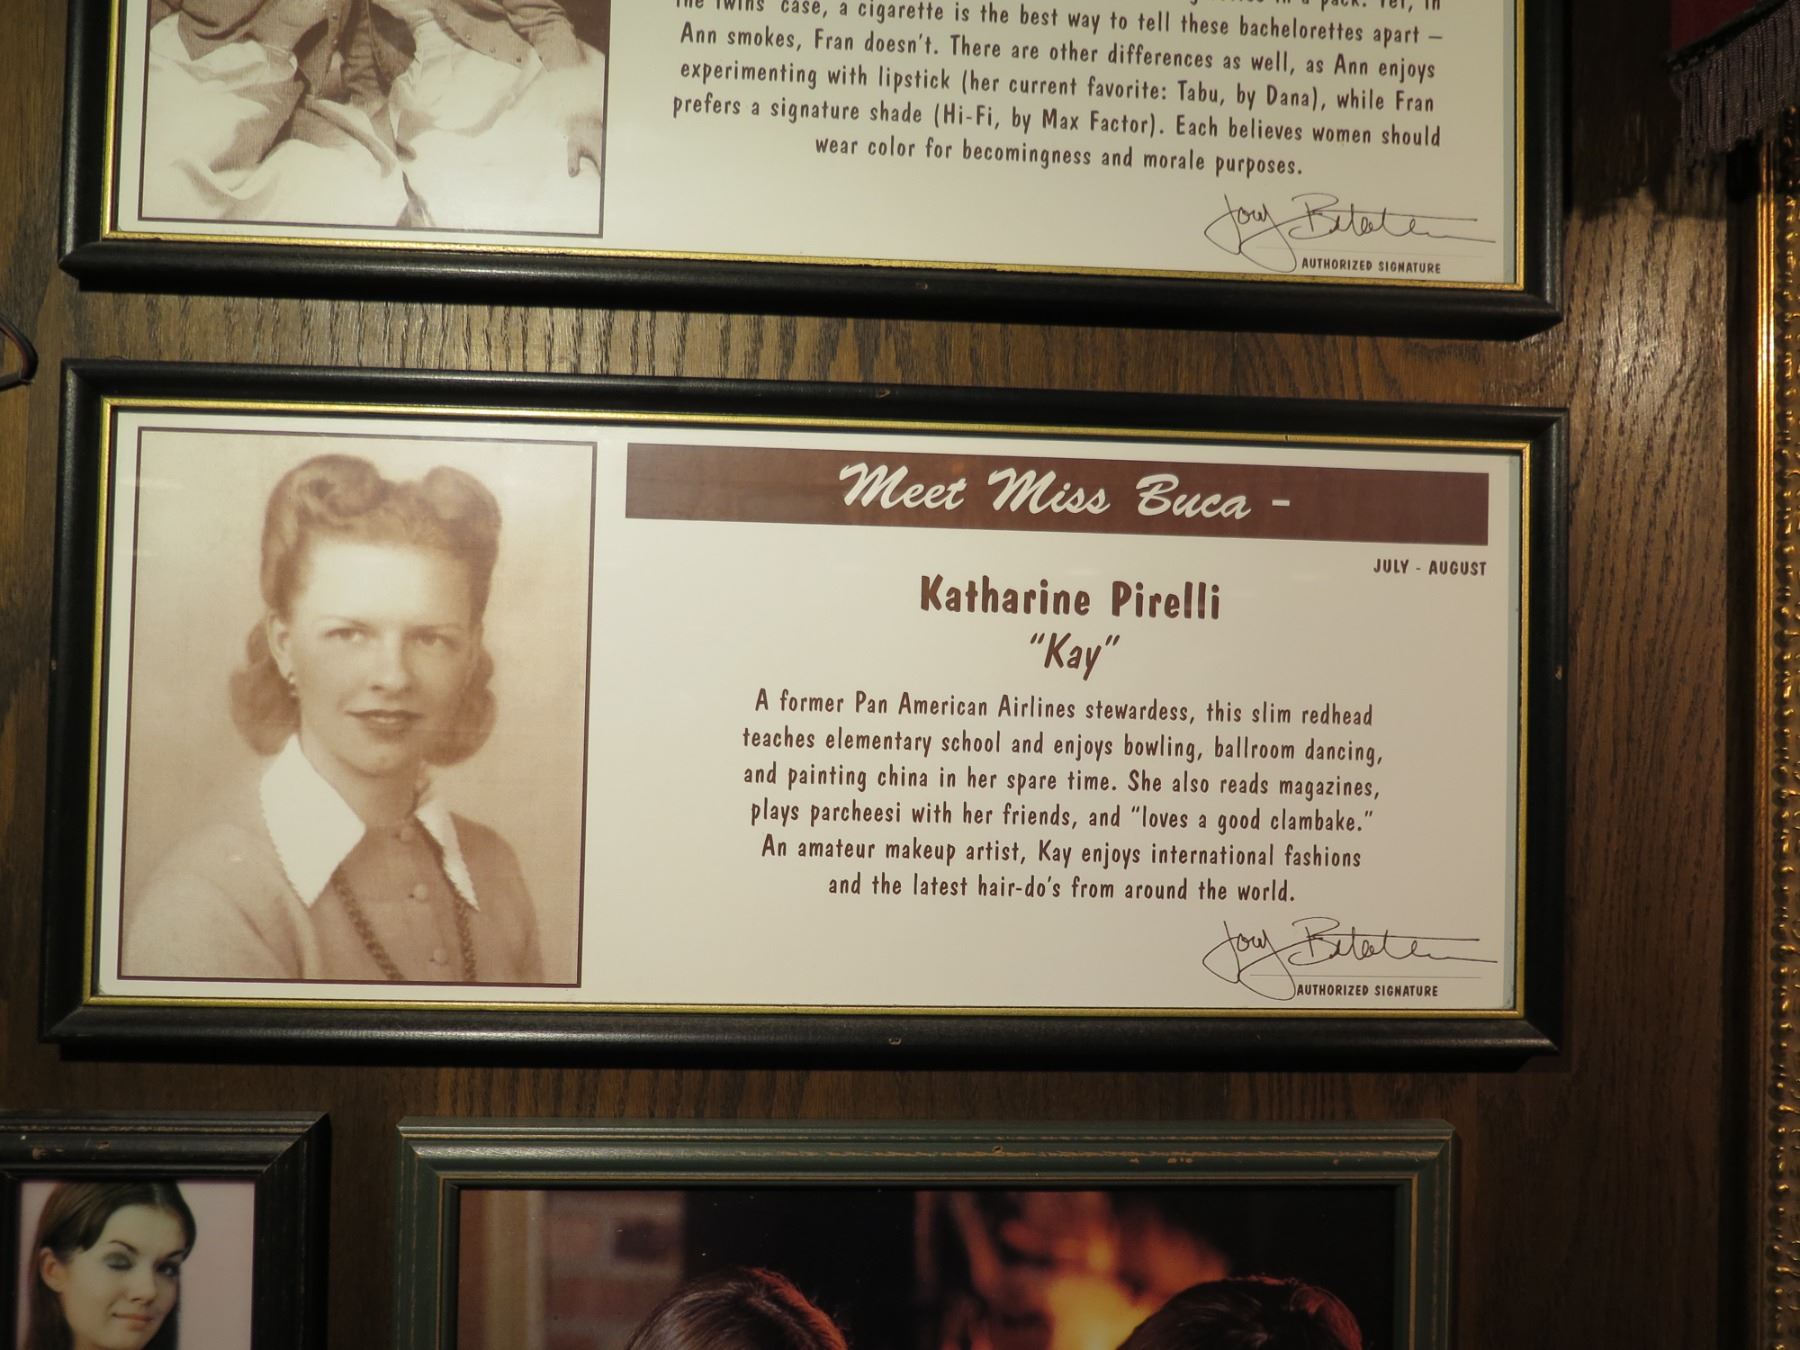 The Twins' case, a cigarette is the best way to tell these bachelorettes apart –
Ann smokes, Fran doesn't. There are other differences as well, as Ann enjoys
experimenting with lipstick (her current favorite: Tabu, by Dana), while Fran
prefers a signature shade (Hi-Fi, by Max Factor). Each believes women should
wear color for becomingness and morale purposes.
AUTHORIZED SIGNATURE
Meet Miss Buca –
JULY - AUGUST
Katharine Pirelli
"Kay"
A former Pan American Airlines stewardess, this slim redhead
teaches elementary school and enjoys bowling, ballroom dancing,
and painting china in her spare time. She also reads magazines,
plays parcheesi with her friends, and "loves a good clambake."
An amateur makeup artist, Kay enjoys international fashions
and the latest hair-do's from around the world.
AUTHORIZED SIGNATURE